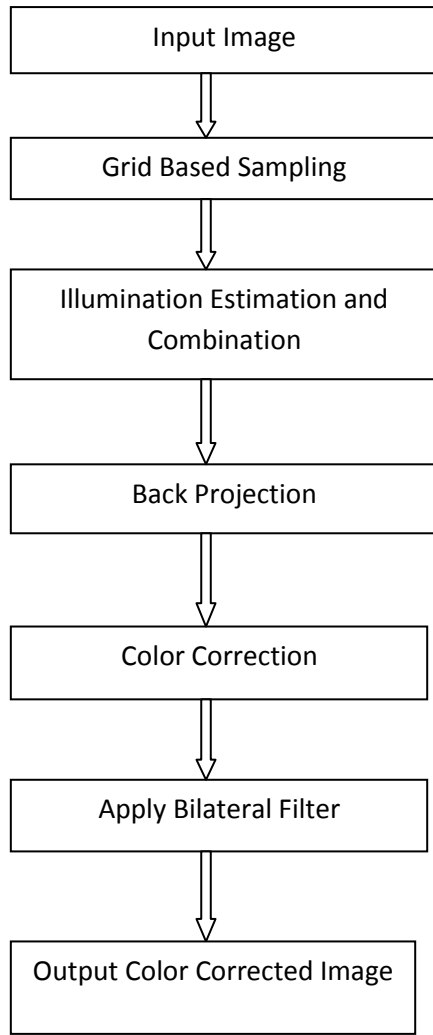 Input Image
Grid Based Sampling
Illumination Estimation and
Combination
Back Projection
Color Correction
Apply Bilateral Filter
Output Color Corrected Image